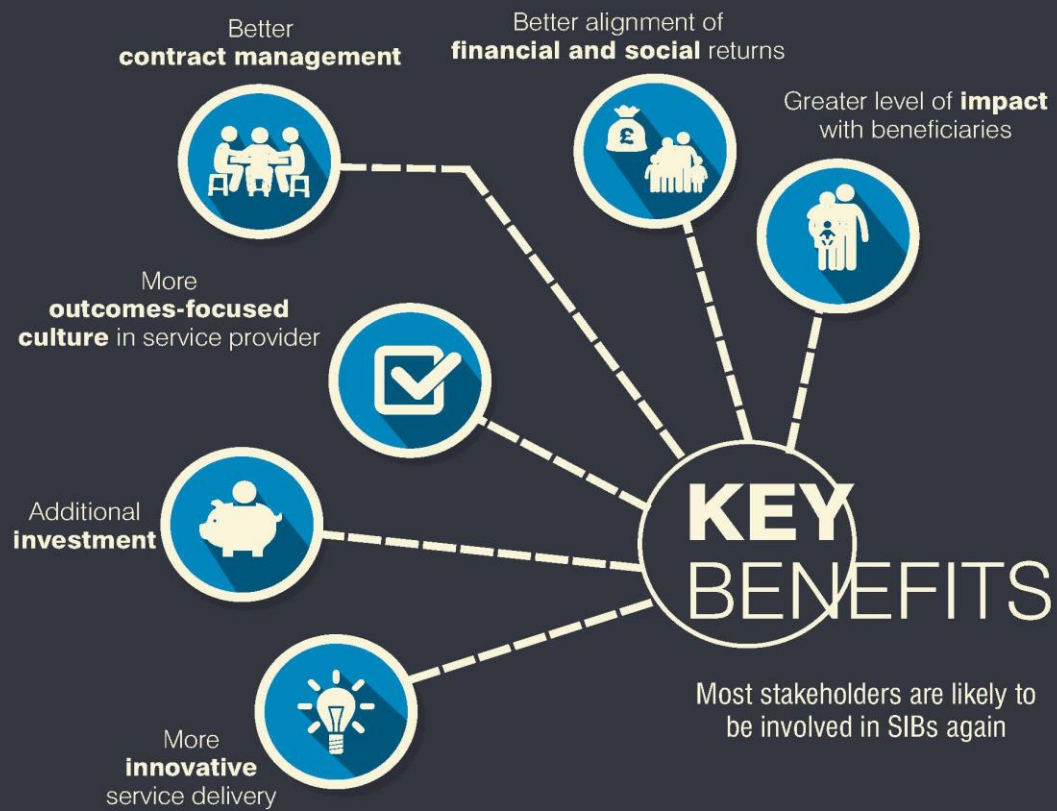 Better
contract management
Better alignment of
financial and social returns
Greater level of impact
with beneficiaries
£
More
outcomes-focused
culture in service provider
Additional
investment
More
innovative
service delivery
KEY
BENEFITS
Most stakeholders are likely to
be involved in SIBs again